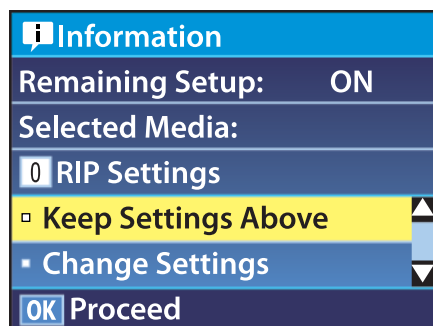 Information
Remaining Setup: ON
Selected Media:
0 RIP Settings
Keep Settings Above
Change Settings
OK Proceed